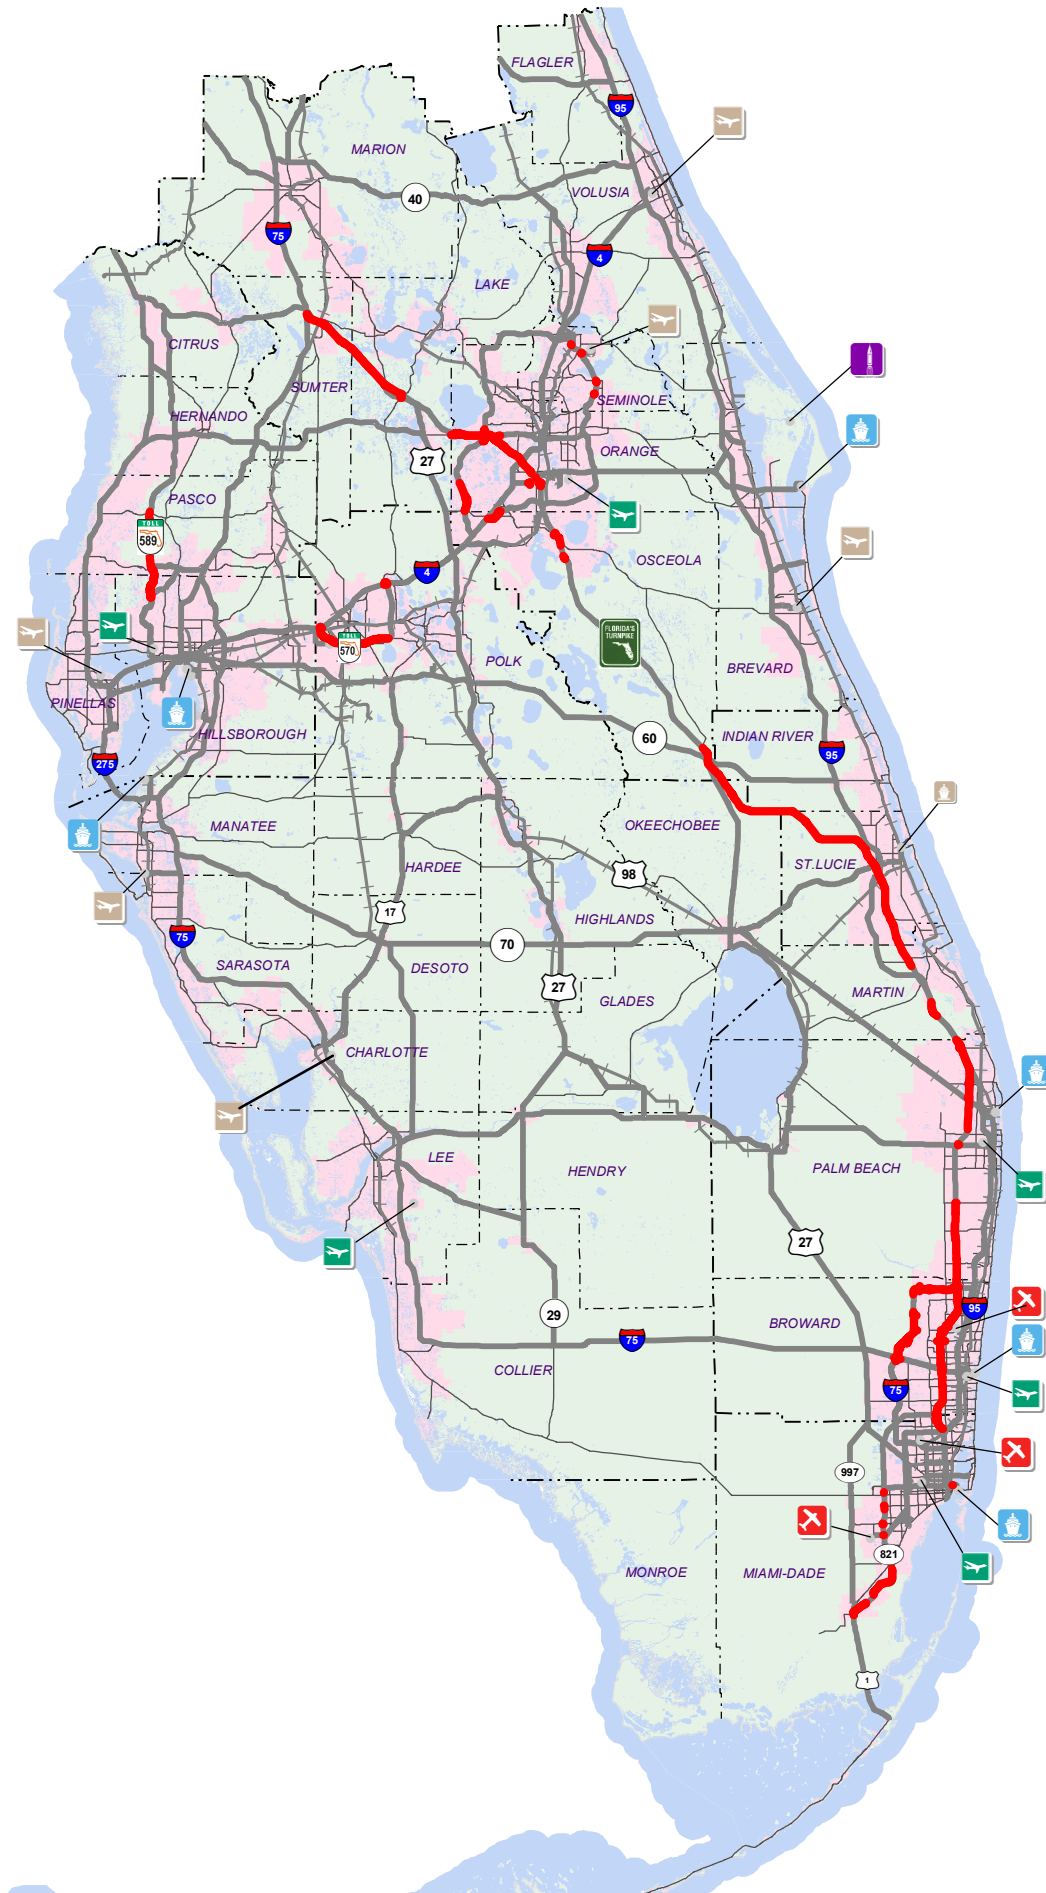 FLAGLER
95
MARION
VOLUSIA
40
75
4
LAKE
CITRUS
SUMTER
SEMINOLE
HERNANDO
ORANGE
27
PASCO
TOLL
589
OSCEOLA
4
FLORIDA'S
TURNPIKE
TOLL
570
POLK
BREVARD
PINELLAS
HILLSBOROUGH
60
INDIAN RIVER
95
275
MANATEE
OKEECHOBEE
HARDEE
ST.LUCIE
98
17
HIGHLANDS
75
70
SARASOTA
DESOTO
27
GLADES
MARTIN
CHARLOTTE
LEE
HENDRY
PALM BEACH
27
29
95
BROWARD
75
COLLIER
75
997
821
MONROE
MIAMI-DADE
1